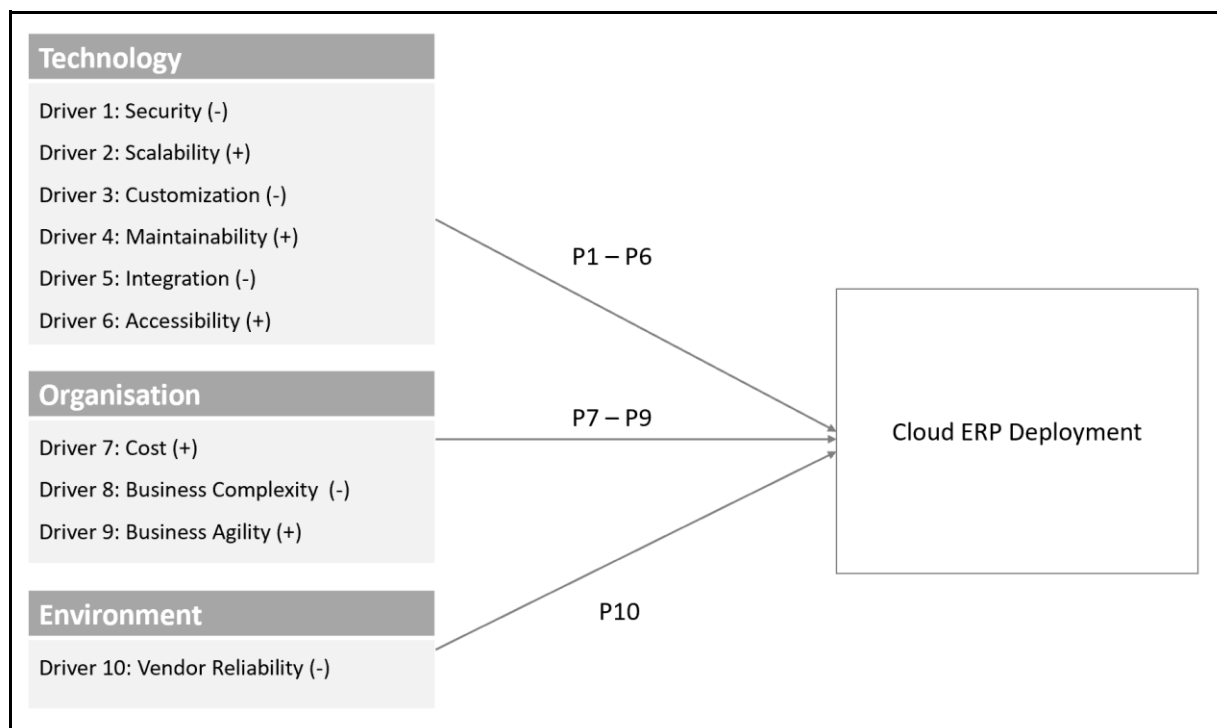 Technology
Driver 1: Security (-)
Driver 2: Scalability (+)
Driver 3: Customization (-)
Driver 4: Maintainability (+)
Driver 5: Integration (-)
Driver 6: Accessibility (+)
P1 – P6
Organisation
Driver 7: Cost (+)
Driver 8: Business Complexity  (-)
Driver 9: Business Agility (+)
P7 – P9
Environment
Driver 10: Vendor Reliability (-)
P10
Cloud ERP Deployment